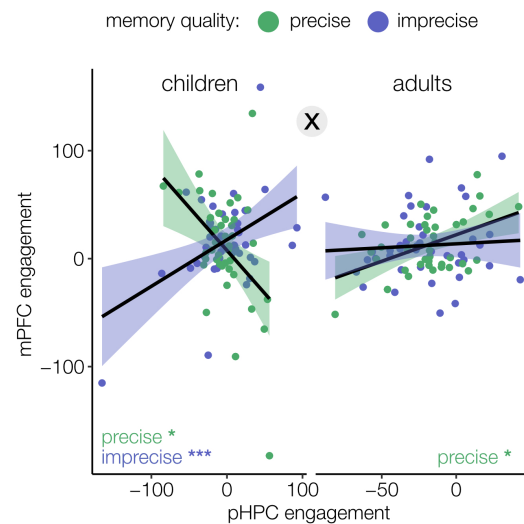 memory quality: precise imprecise
children adults
X
100
0
−100
mPFC engagement
precise *
imprecise ***
precise *
−100 0 100 −50 0
pHPC engagement